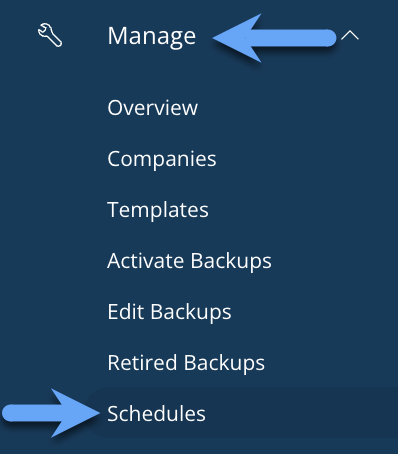 Manage
Overview
Companies
Templates
Activate Backups
Edit Backups
Retired Backups
Schedules